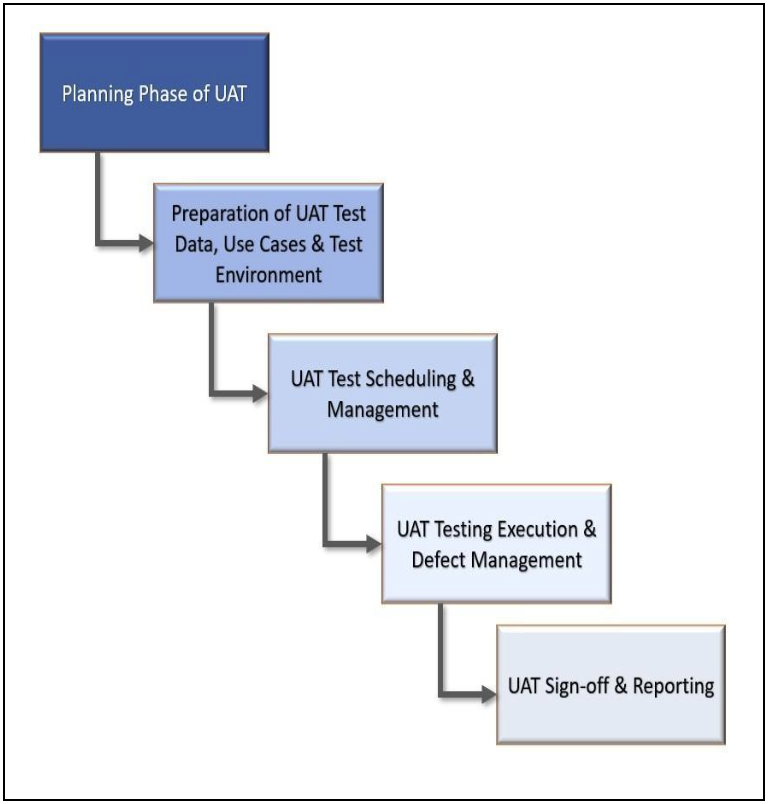 Planning Phase of UAT
Preparation of UAT Test
Data, Use Cases & Test
Environment
UAT Test Scheduling &
Management
UAT Testing Execution &
Defect Management
UAT Sign-off & Reporting